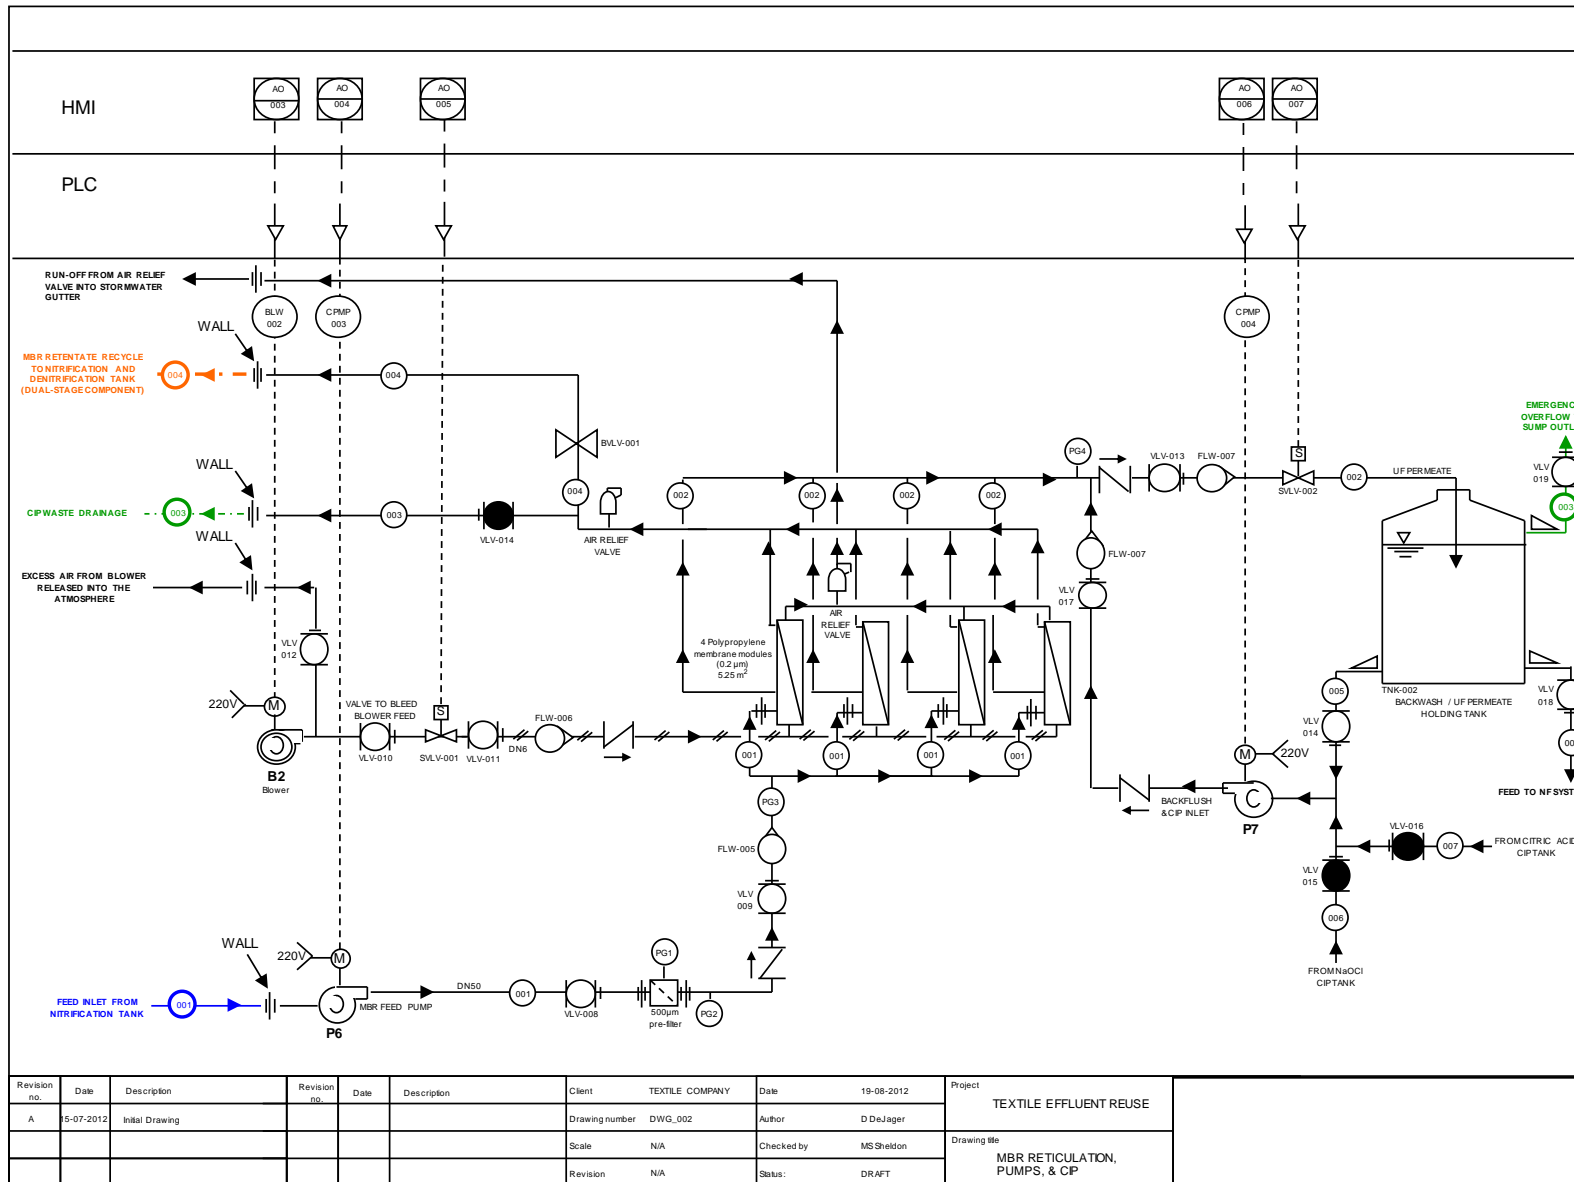 HMI
AO
003
AO
004
AO
005
AO
006
AO
007
PLC
RUN-OFF FROM AIR RELIEF
VALVE INTO STORMWATER
GUTTER
BLW
002
CPMP
003
CPMP
004
WALL
MBR RETENTATE RECYCLE
TO NITRIFICATION AND
DENITRIFICATION TANK
(DUAL-STAGE COMPONENT)
004
004
BVLV-001
004
WALL
CIP WASTE DRAINAGE
003
003
VLV-014
AIR RELIEF
VALVE
WALL
EXCESS AIR FROM BLOWER
RELEASED INTO THE
ATMOSPHERE
VLV
012
002
002
002
002
PG4
VLV-013
FLW-007
S
SVLV-002
002
UF PERMEATE
EMERGENC
OVERFLOW
SUMP OUTL
VLV
019
003
FLW-007
VLV
017
AIR
RELIEF
VALVE
4 Polypropylene
membrane modules
(0.2 µm)
5.25 m²
220V
M
VALVE TO BLEED
BLOWER FEED
S
VLV-010
SVLV-001
VLV-011
DN6
FLW-006
B2
Blower
001
001
001
001
TNK-002
BACKWASH / UF PERMEATE
HOLDING TANK
005
VLV
014
VLV
018
00
FEED TO NF SYST
M
220V
BACKFLUSH
& CIP INLET
P7
PG3
FLW-005
VLV
009
VLV-016
007
FROM CITRIC ACID
CIP TANK
VLV
015
006
FROM NaOCl
CIP TANK
WALL
220V
M
FEED INLET FROM
NITRIFICATION TANK
001
MBR FEED PUMP
P6
DN50
001
VLV-008
PG1
500µm
pre-filter
PG2
Revision
no.
Date
Description
Revision
no.
Date
Description
Client
TEXTILE COMPANY
Date
19-08-2012
Project
TEXTILE EFFLUENT REUSE
A
15-07-2012
Initial Drawing
Drawing number
DWG_002
Author
D DeJager
Scale
N/A
Checked by
MS Sheldon
Drawing title
MBR RETICULATION,
PUMPS, & CIP
Revision
N/A
Status:
DRAFT